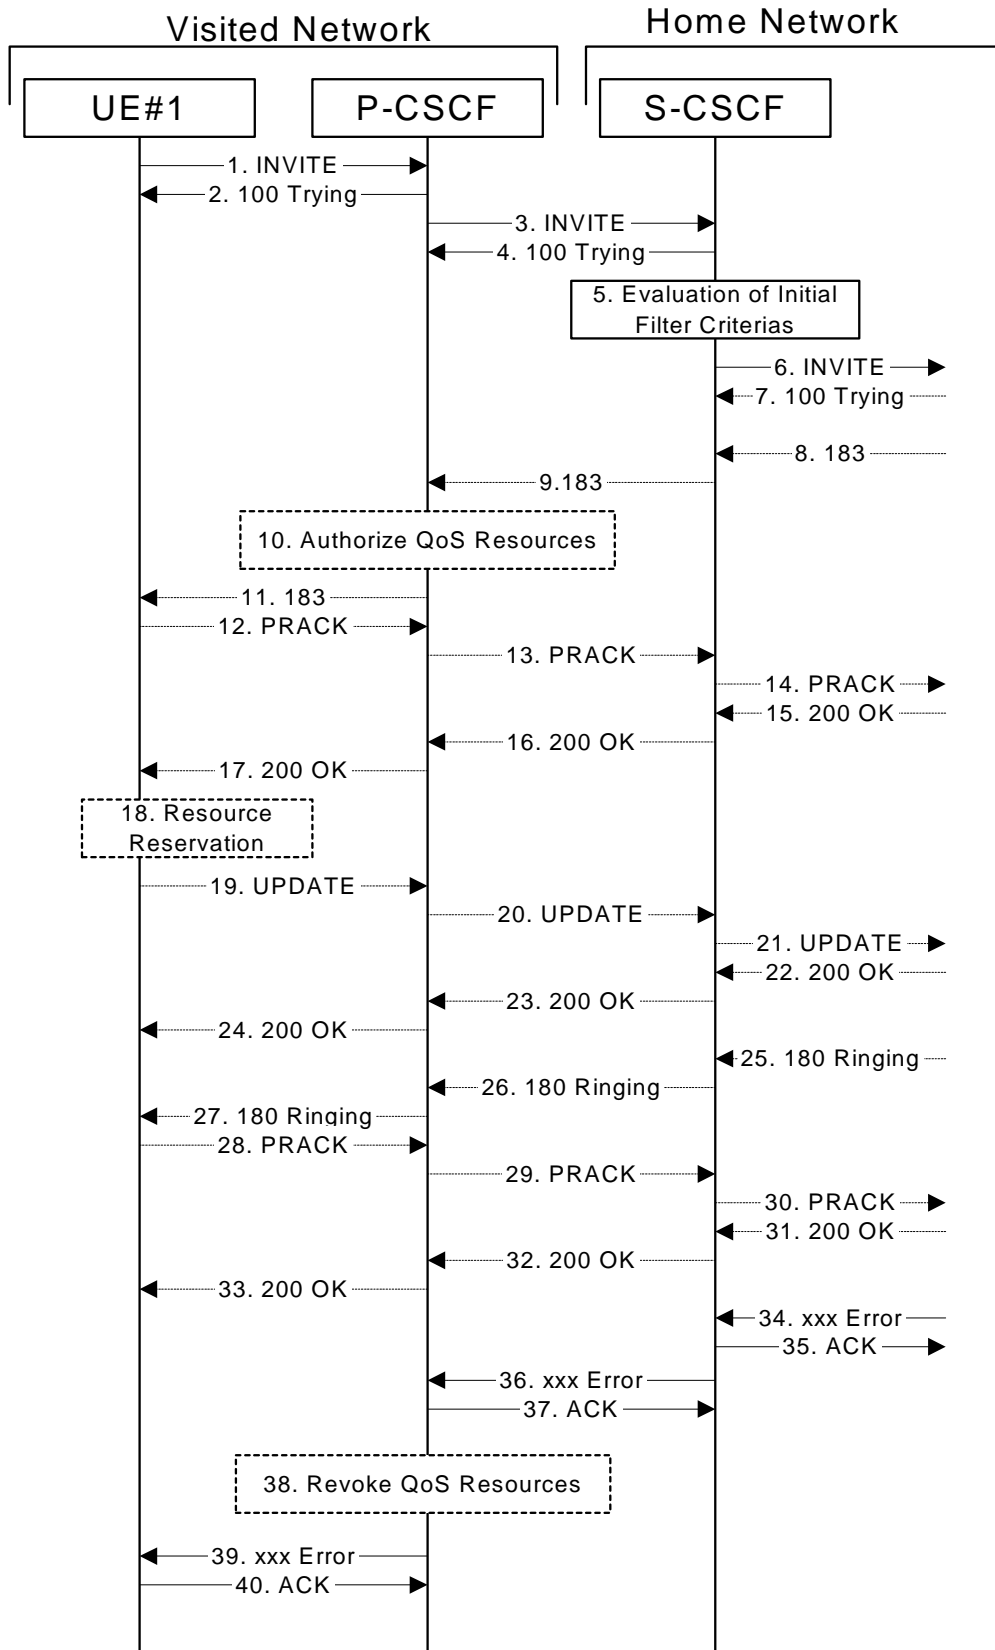 Visited Network
Home Network
UE#1
P-CSCF
S-CSCF
1. INVITE
2. 100 Trying
3. INVITE
4. 100 Trying
5. Evaluation of Initial
Filter Criterias
6. INVITE
7. 100 Trying
8. 183
9.183
10. Authorize QoS Resources
11. 183
12. PRACK
13. PRACK
14. PRACK
15. 200 OK
16. 200 OK
17. 200 OK
18. Resource
Reservation
19. UPDATE
20. UPDATE
21. UPDATE
22. 200 OK
23. 200 OK
24. 200 OK
25. 180 Ringing
26. 180 Ringing
27. 180 Ringing
28. PRACK
29. PRACK
30. PRACK
31. 200 OK
32. 200 OK
33. 200 OK
34. xxx Error
35. ACK
36. xxx Error
37. ACK
38. Revoke QoS Resources
39. xxx Error
40. ACK